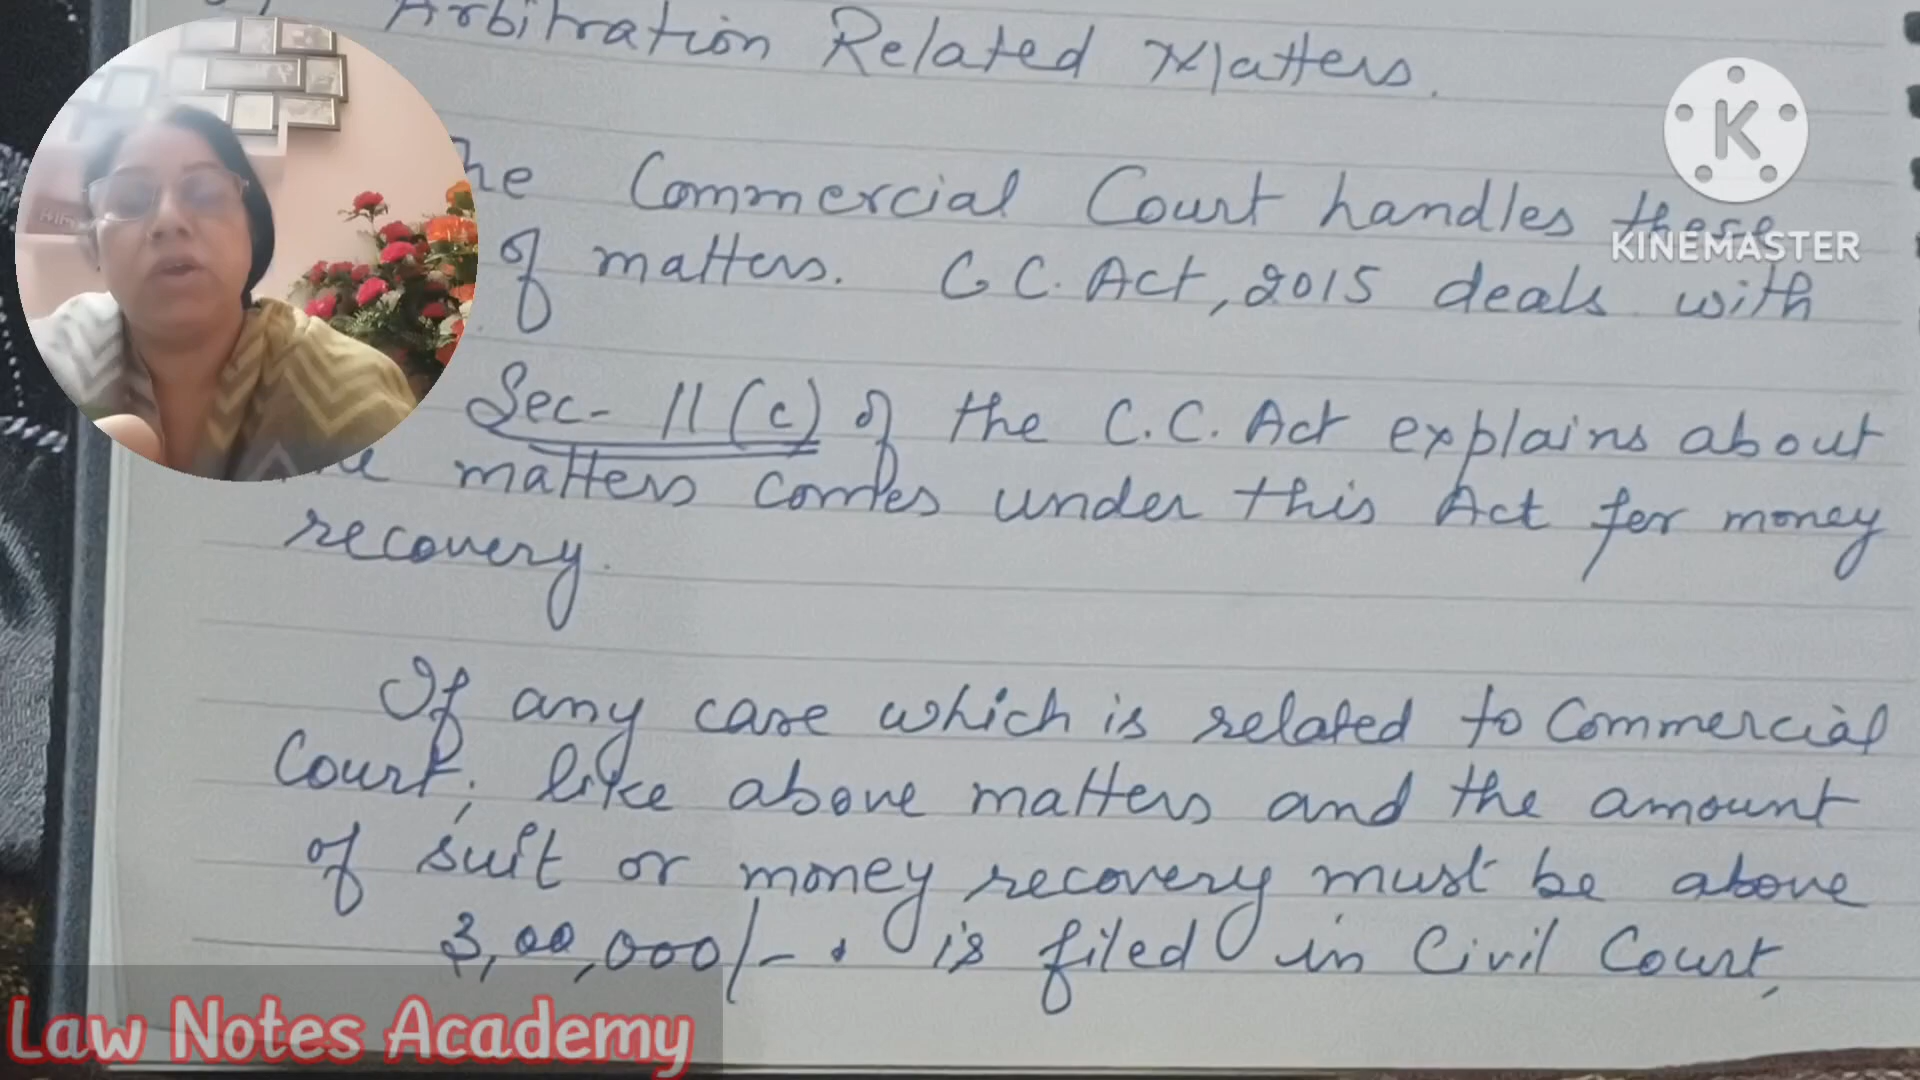 Arbitration Related Matters.
The Commercial Court handles these
of matters. C C. Act, 2015 deals with
Sec- 11 (c) of the C.C. Act explains about
matters comes under this Act for money
recovery.
If any case which is related to Commercial
Court, like above matters and the amount
of suit or money recovery must be above
3,00,000/- is filed in Civil Court,
K
KINEMASTER
Law Notes Academy